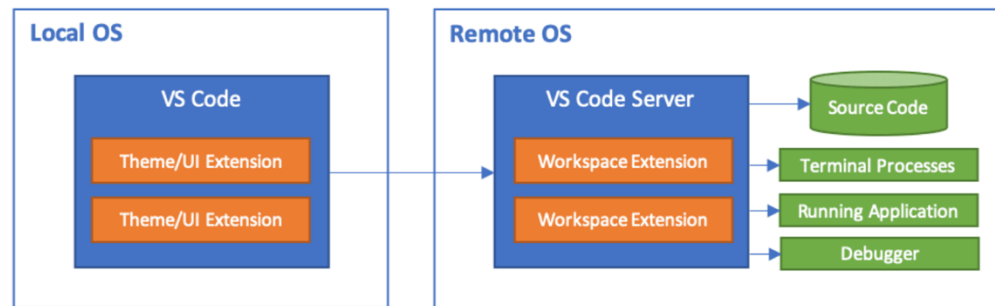 Local OS
VS Code
Theme/UI Extension
Theme/UI Extension
Remote OS
VS Code Server
Workspace Extension
Workspace Extension
Source Code
Terminal Processes
Running Application
Debugger